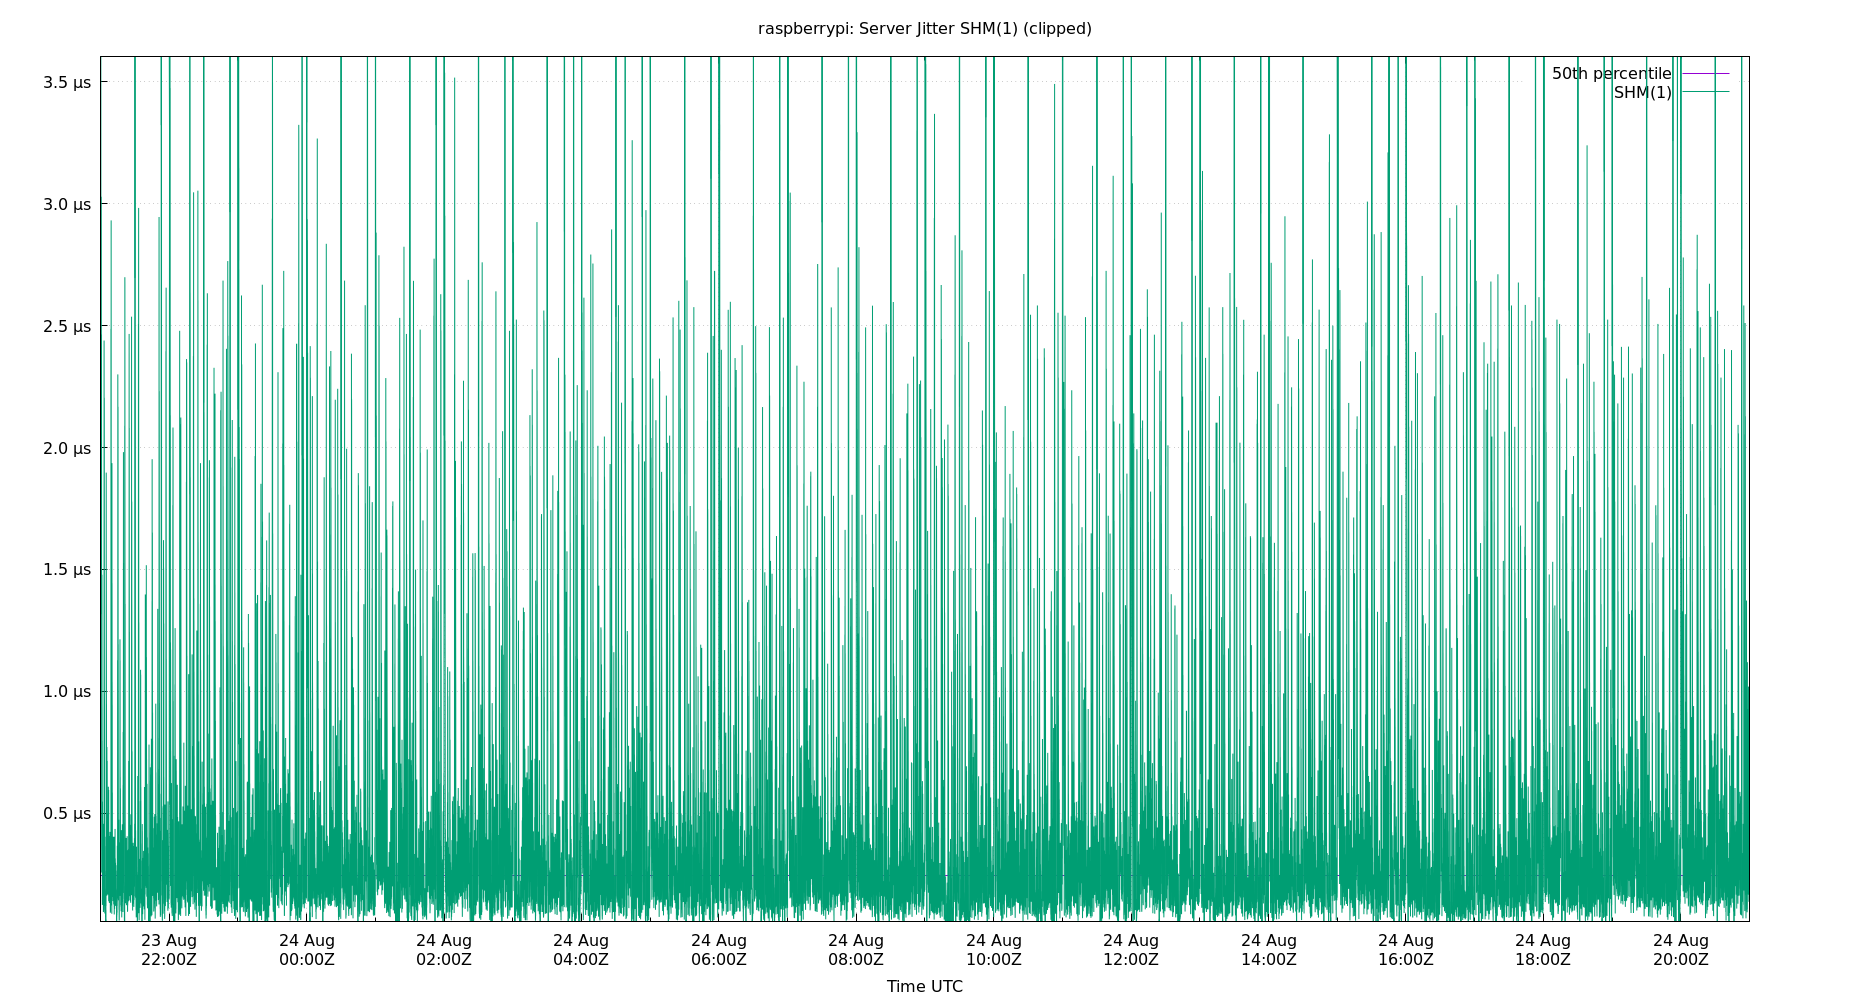 raspberrypi: Server Jitter SHM(1) (clipped)
50th percentile
SHM(1)
3.5 µs
3.0 µs
2.5 µs
2.0 µs
1.5 µs
1.0 µs
0.5 µs
23 Aug 24 Aug 24 Aug 24 Aug 24 Aug 24 Aug 24 Aug 24 Aug 24 Aug 24 Aug 24 Aug 24 Aug
22:00Z 00:00Z 02:00Z 04:00Z 06:00Z 08:00Z 10:00Z 12:00Z 14:00Z 16:00Z 18:00Z 20:00Z
Time UTC